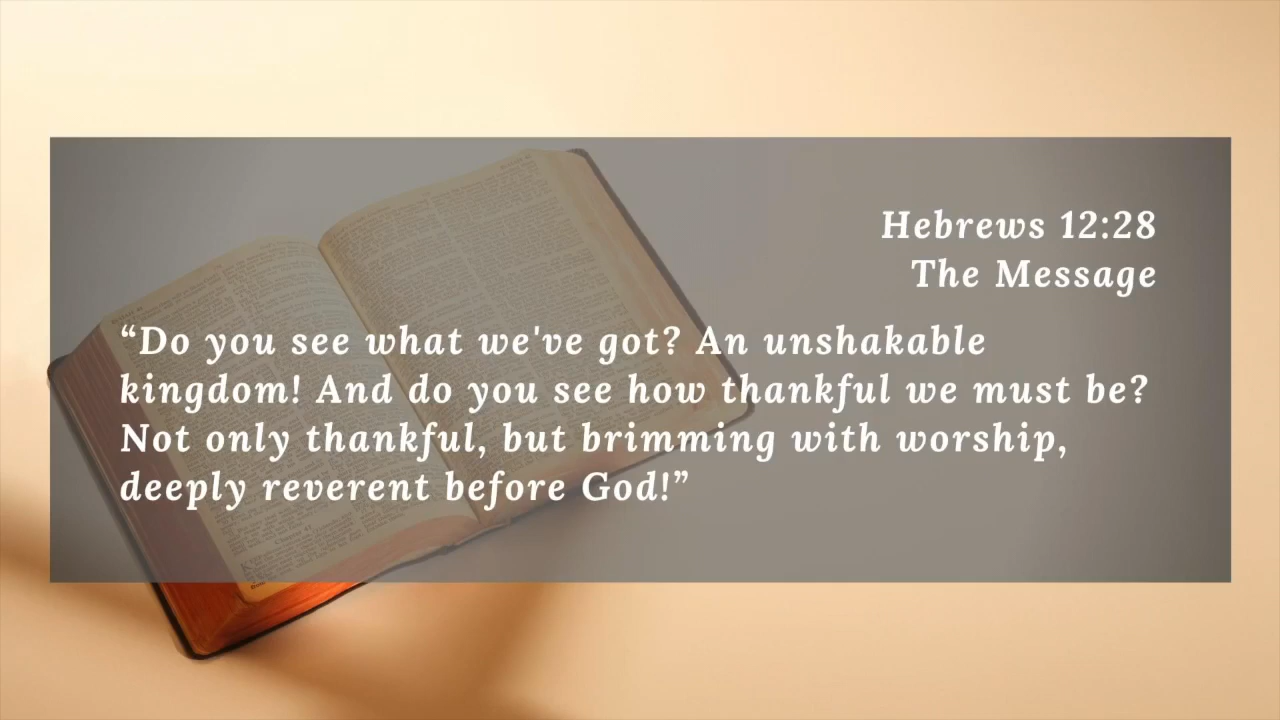 Hebrews 12:28
The Message
“Do you see what we've got? An unshakable
kingdom! And do you see how thankful we must be?
Not only thankful, but brimming with worship,
deeply reverent before God!”